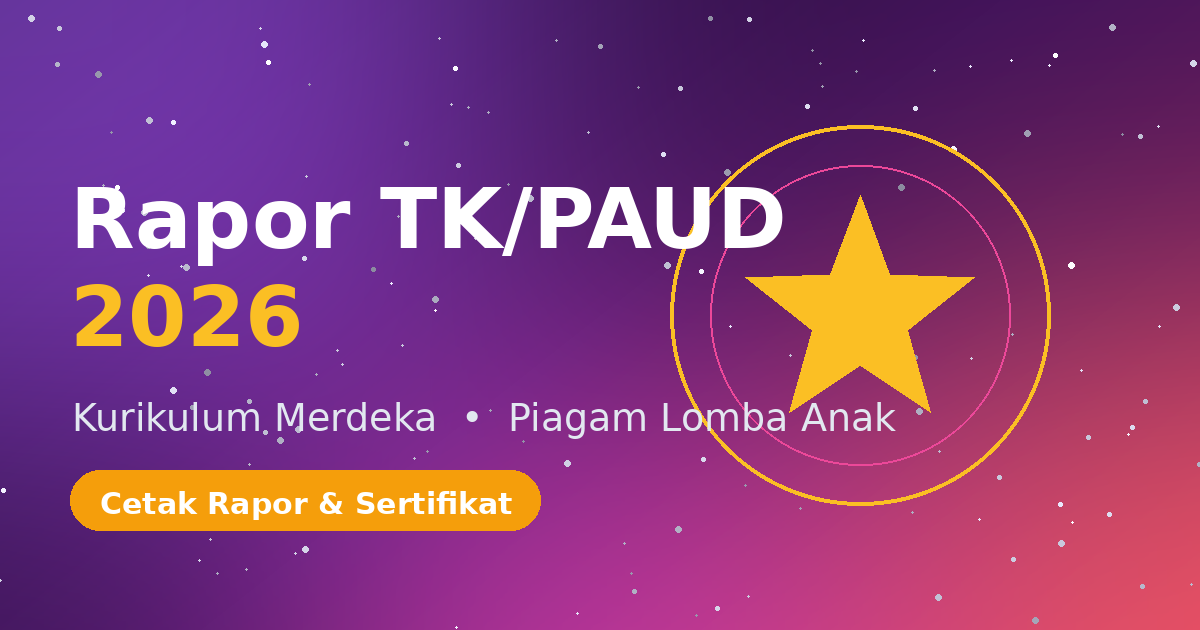 Rapor TK/PAUD
2026
Kurikulum Merdeka • Piagam Lomba Anak
Cetak Rapor & Sertifikat